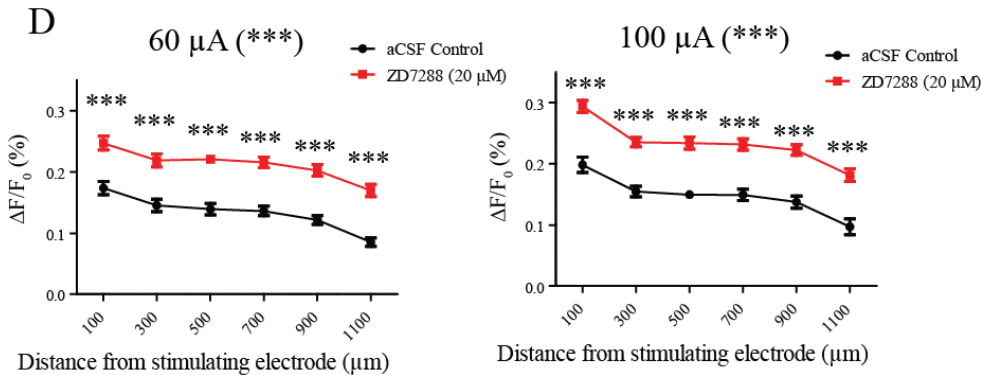 D
60 µA (***)
aCSF Control
ZD7288 (20 µM)
*** *** *** *** *** ***
ΔF/F0 (%)
0.3
0.2
0.1
0.0
100 300 500 700 900 1100
Distance from stimulating electrode (µm)
100 µA (***)
aCSF Control
ZD7288 (20 µM)
*** *** *** *** *** ***
ΔF/F0 (%)
0.3
0.2
0.1
0.0
100 300 500 700 900 1100
Distance from stimulating electrode (µm)